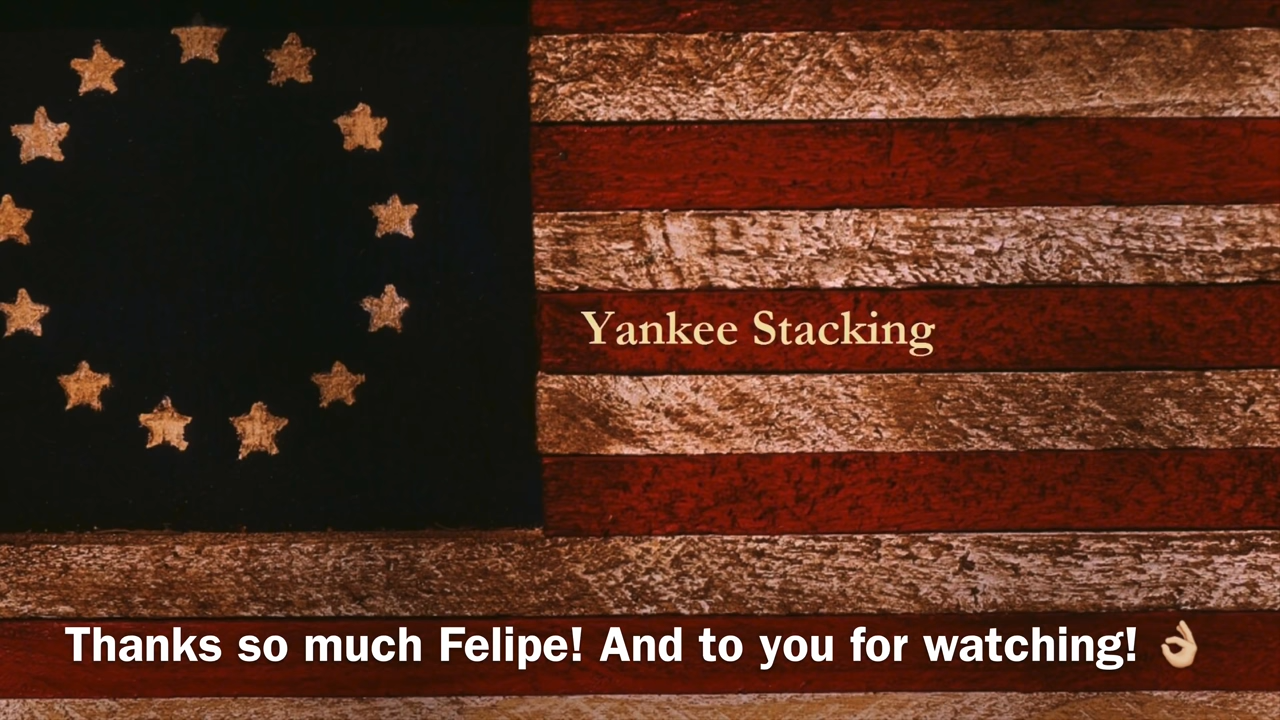 Yankee Stacking
Thanks so much Felipe! And to you for watching! 👌🏼